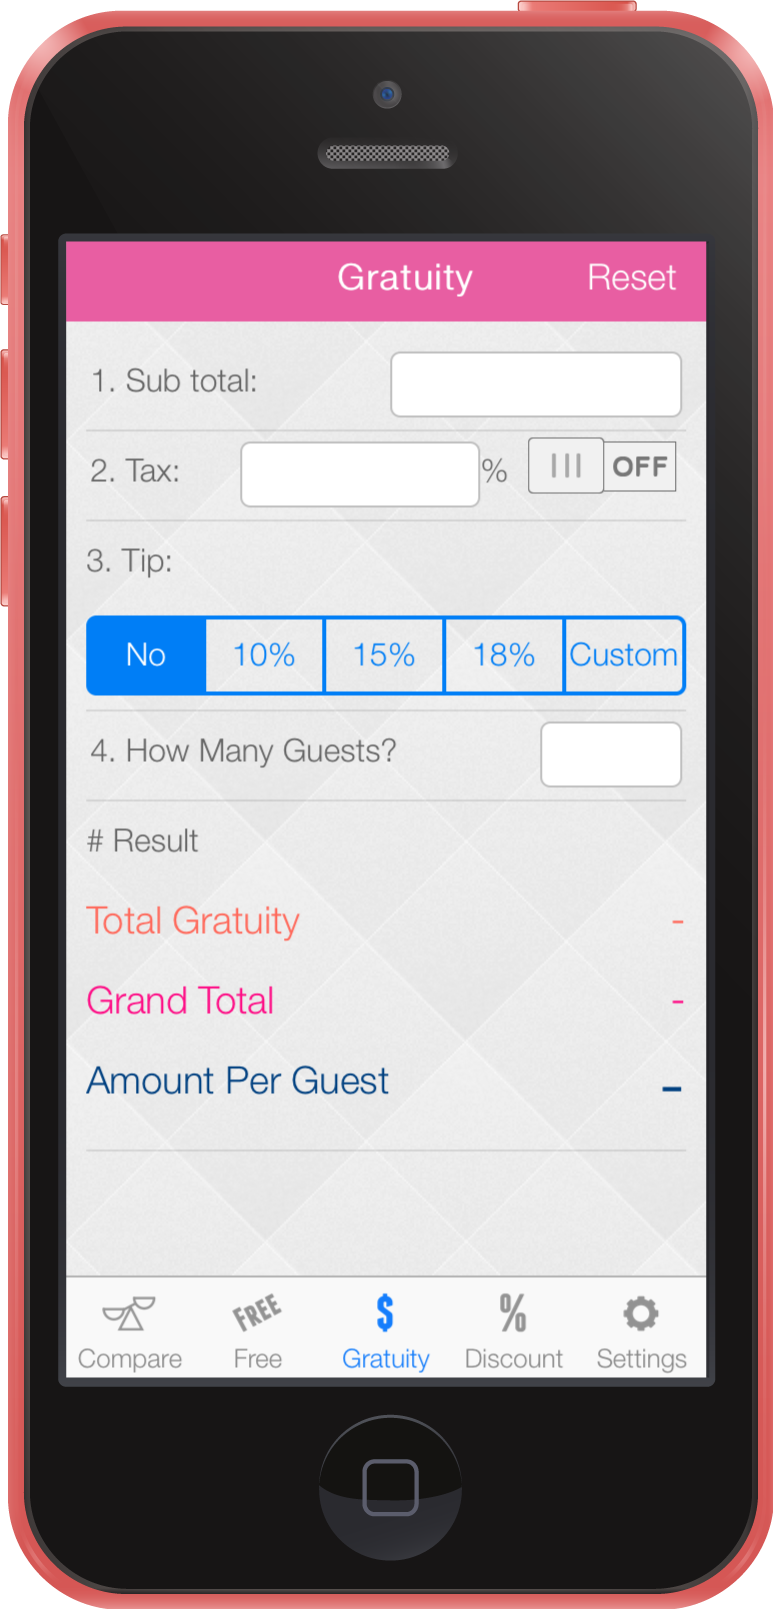 Gratuity Reset
1. Sub total:
2. Tax: % OFF
3. Tip:
No 10% 15% 18% Custom
4. How Many Guests?
# Result
Total Gratuity -
Grand Total -
Amount Per Guest -
FREE $ %
Compare Free Gratuity Discount Settings